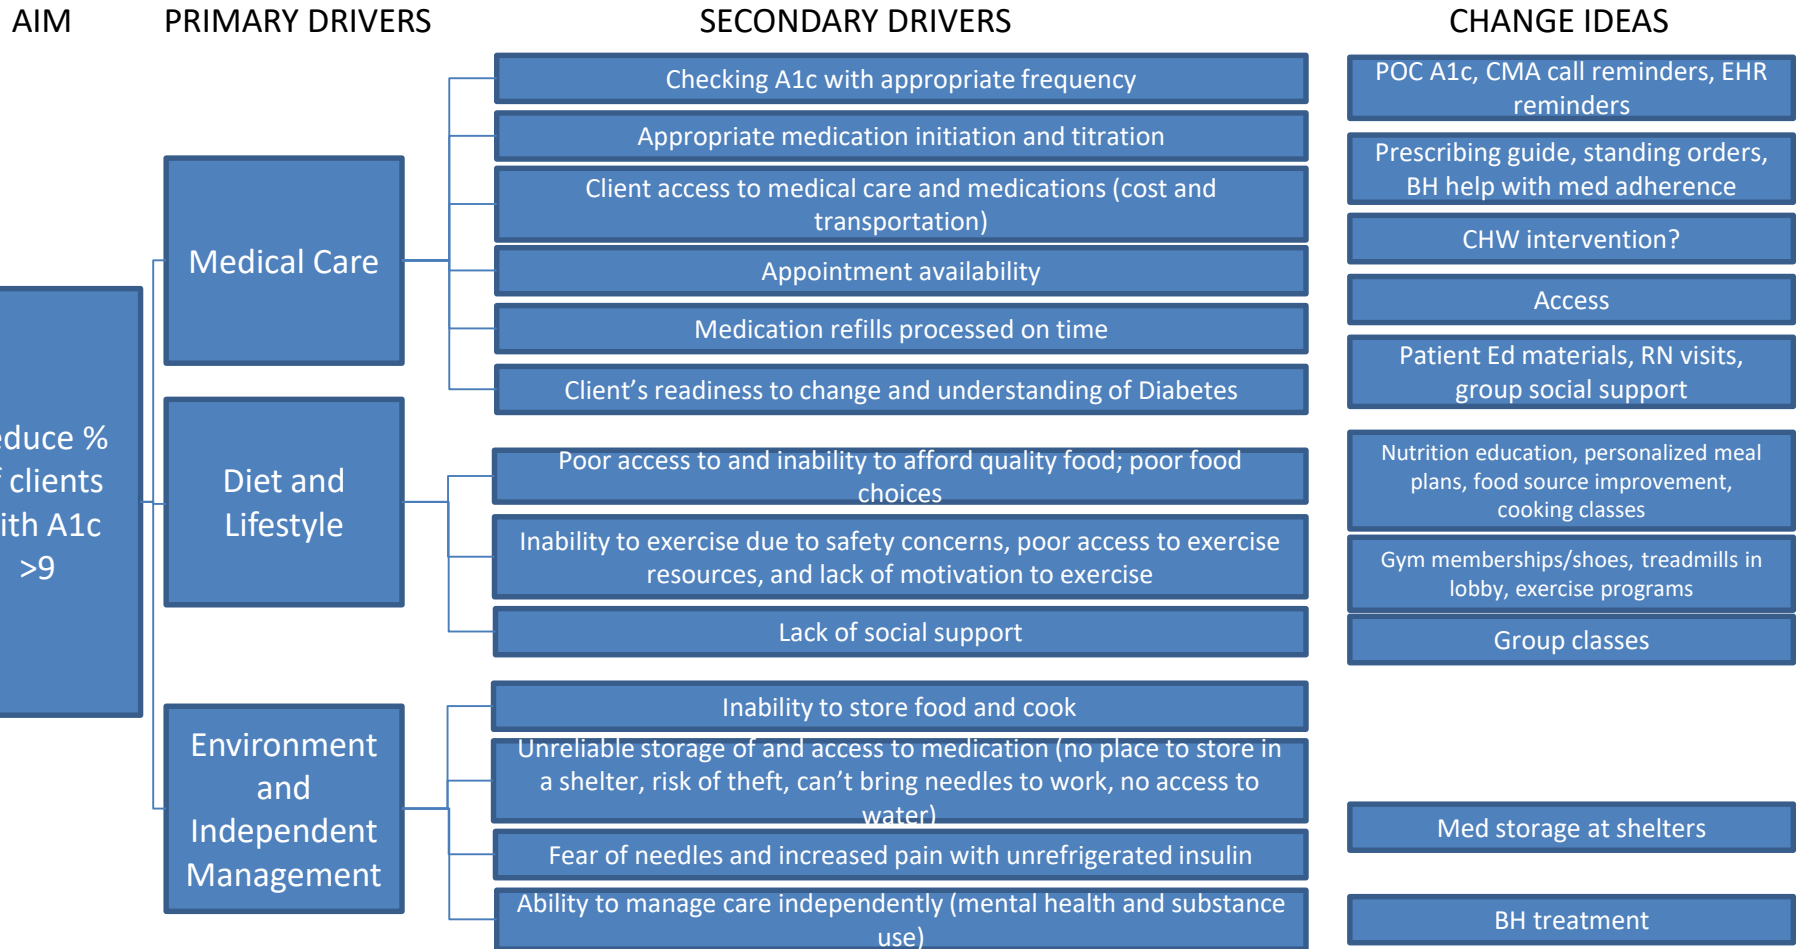 AIM
PRIMARY DRIVERS
SECONDARY DRIVERS
CHANGE IDEAS
educe %
clients
ith A1c
>9
Medical Care
Diet and
Lifestyle
Environment
and
Independent
Management
Checking A1c with appropriate frequency
Appropriate medication initiation and titration
Client access to medical care and medications (cost and
transportation)
Appointment availability
Medication refills processed on time
Client’s readiness to change and understanding of Diabetes
Poor access to and inability to afford quality food; poor food
choices
Inability to exercise due to safety concerns, poor access to exercise
resources, and lack of motivation to exercise
Lack of social support
Inability to store food and cook
Unreliable storage of and access to medication (no place to store in
a shelter, risk of theft, can’t bring needles to work, no access to
water)
Fear of needles and increased pain with unrefrigerated insulin
Ability to manage care independently (mental health and substance
use)
POC A1c, CMA call reminders, EHR
reminders
Prescribing guide, standing orders,
BH help with med adherence
CHW intervention?
Access
Patient Ed materials, RN visits,
group social support
Nutrition education, personalized meal
plans, food source improvement,
cooking classes
Gym memberships/shoes, treadmills in
lobby, exercise programs
Group classes
Med storage at shelters
BH treatment